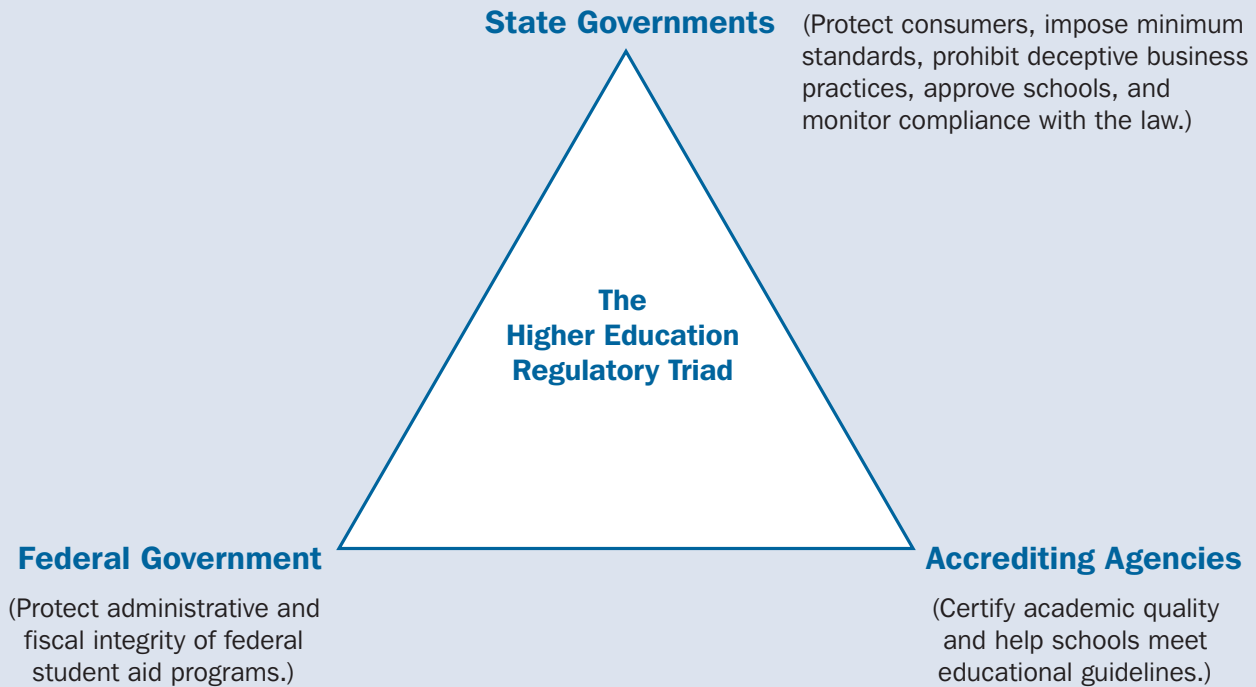 State Governments
(Protect consumers, impose minimum
standards, prohibit deceptive business
practices, approve schools, and
monitor compliance with the law.)
The
Higher Education
Regulatory Triad
Federal Government
(Protect administrative and
fiscal integrity of federal
student aid programs.)
Accrediting Agencies
(Certify academic quality
and help schools meet
educational guidelines.)